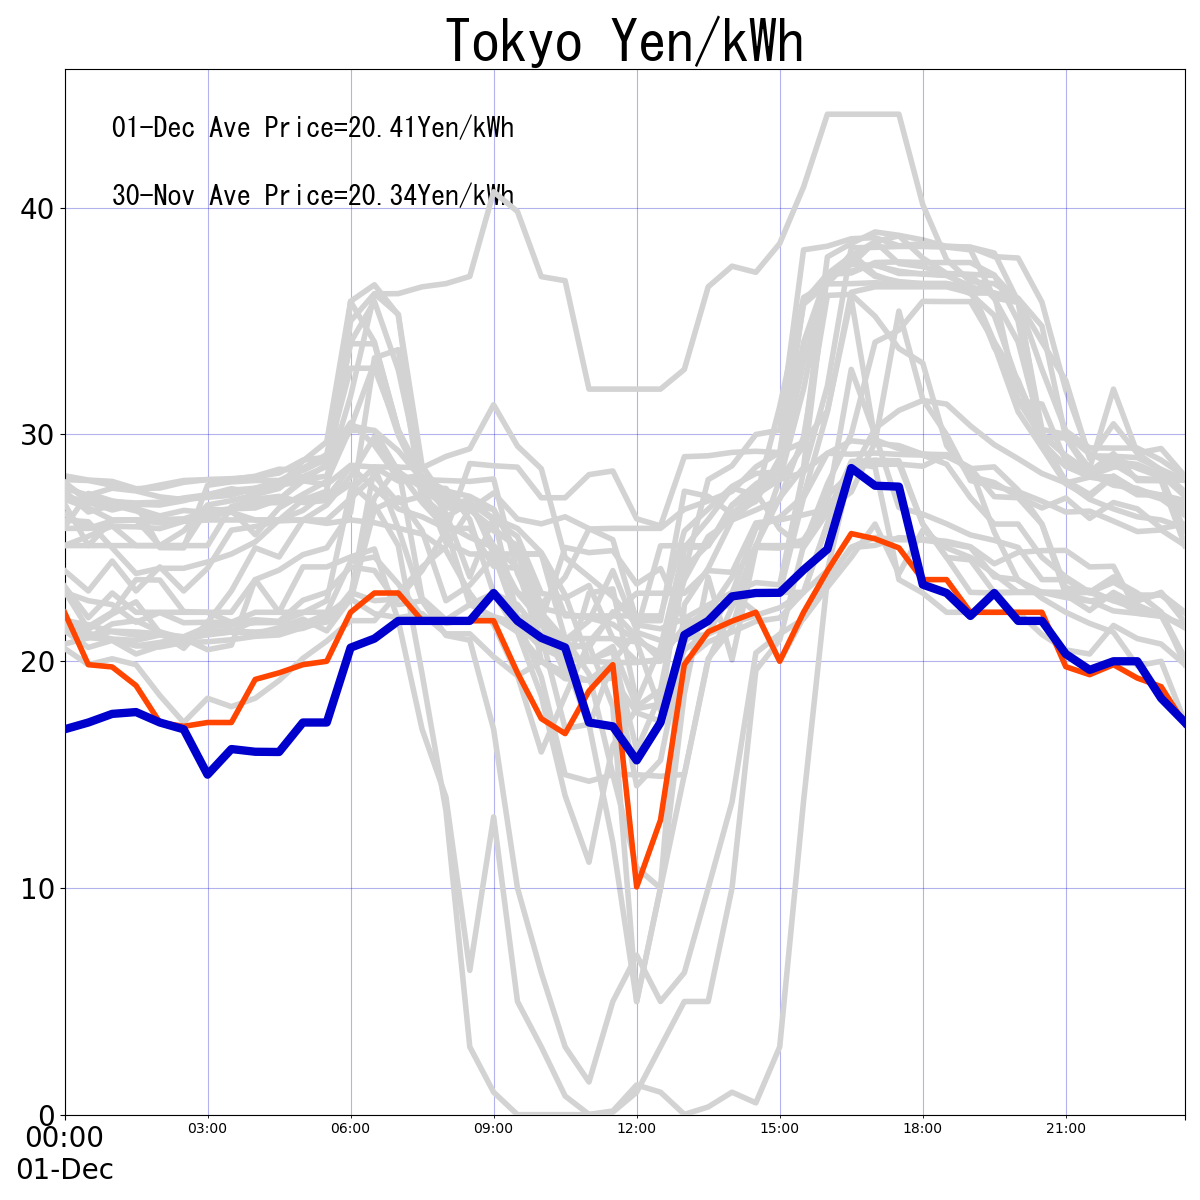 Tokyo Yen/kWh
01-Dec Ave Price=20.41Yen/kWh
30-Nov Ave Price=20.34Yen/kWh
40
30
20
10
0
00:00 03:00 06:00 09:00 12:00 15:00 18:00 21:00
01-Dec